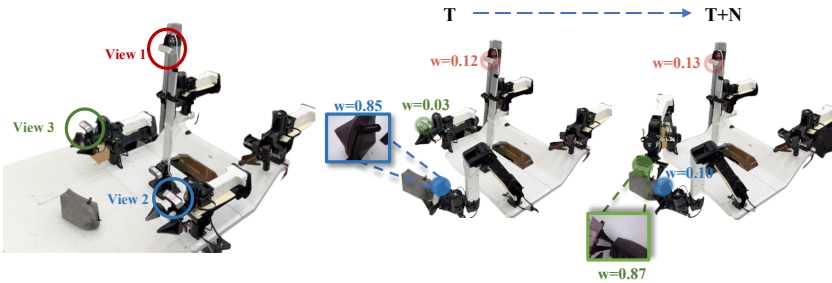 T
T+N
View 1
w=0.12
w=0.13
w=0.85
w=0.03
View 3
View 2
w=0.10
w=0.87